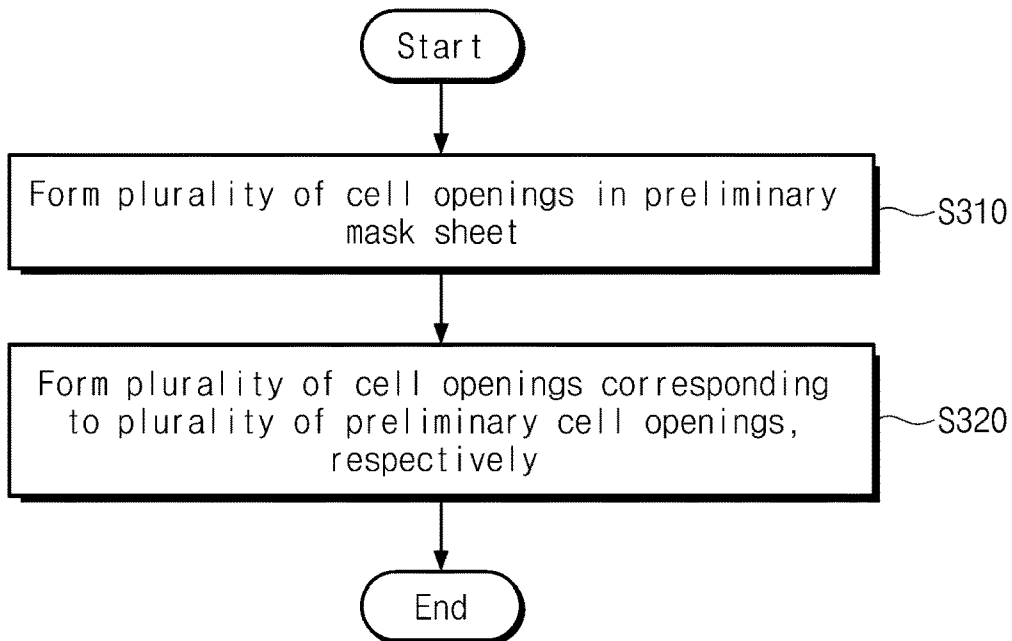 Start
Form plurality of cell openings in preliminary
mask sheet
S310
Form plurality of cell openings corresponding
to plurality of preliminary cell openings,
respectively
S320
End